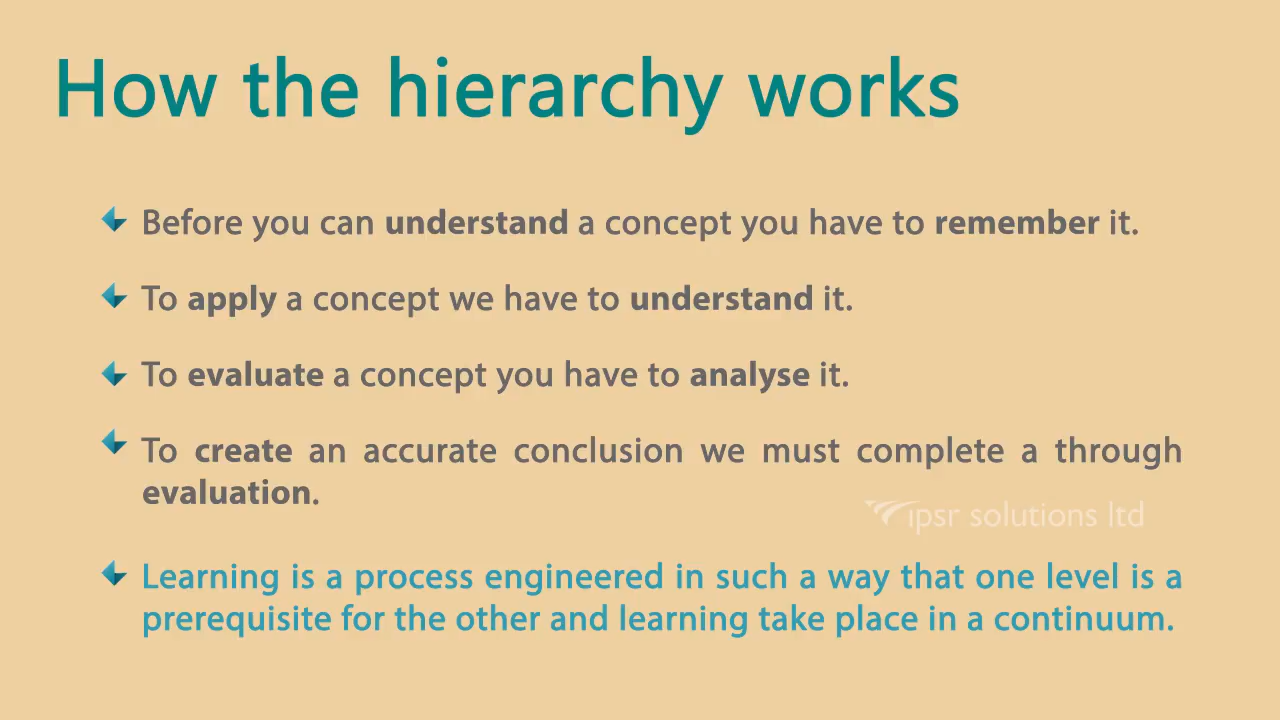 How the hierarchy works
Before you can understand a concept you have to remember it.
To apply a concept we have to understand it.
To evaluate a concept you have to analyse it.
To create an accurate conclusion we must complete a through
evaluation.
ipsr solutions ltd
Learning is a process engineered in such a way that one level is a
prerequisite for the other and learning take place in a continuum.